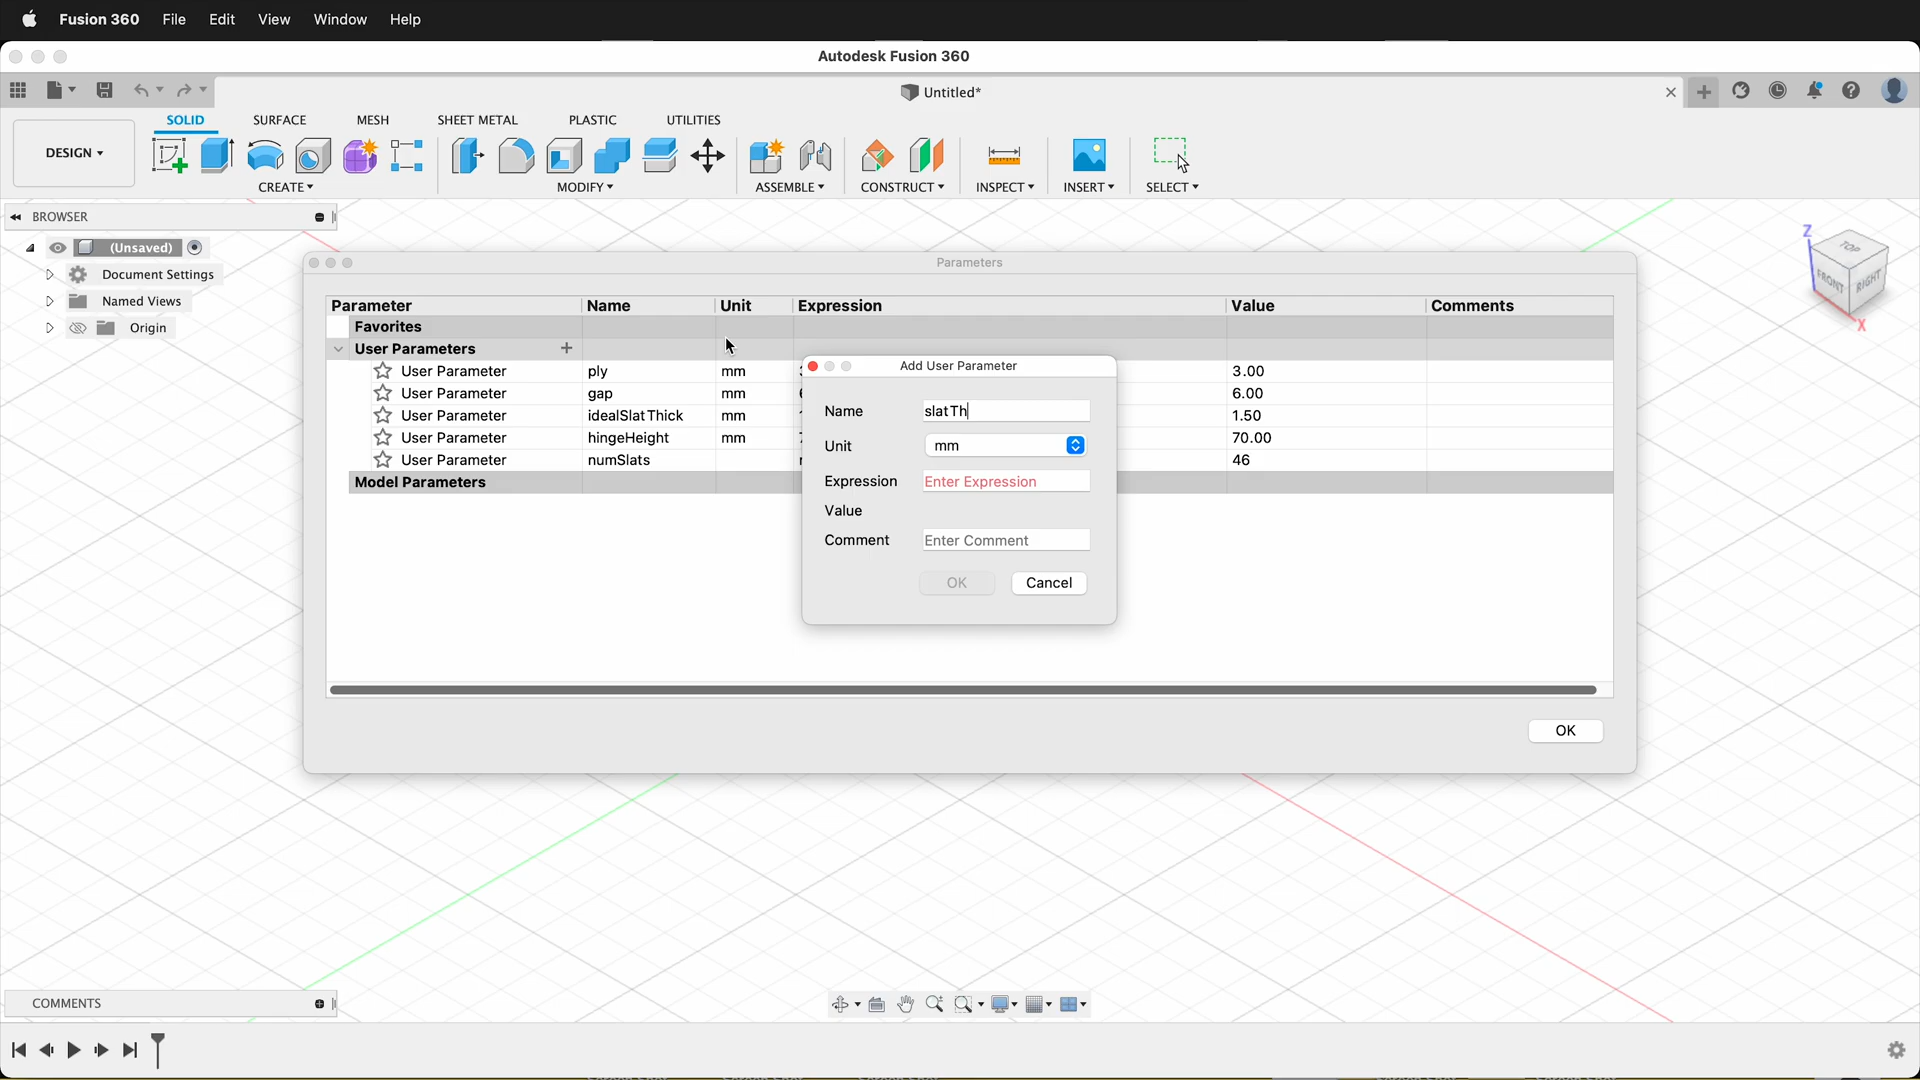 Fusion 360 File Edit View Window Help
Autodesk Fusion 360
Untitled*
SOLID SURFACE MESH SHEET METAL PLASTIC UTILITIES
DESIGN
CREATE MODIFY ASSEMBLE CONSTRUCT INSPECT INSERT SELECT
BROWSER
(Unsaved)
Document Settings
Named Views
Origin
Z
TOP
FRONT
RIGHT
X
Parameters
Parameter Name Unit Expression Value Comments
Favorites
User Parameters +
User Parameter ply mm 3.00
User Parameter gap mm 6.00
User Parameter idealSlatThick mm 1.50
User Parameter hingeHeight mm 70.00
User Parameter numSlats 46
Model Parameters
Add User Parameter
Name slatTh
Unit mm
Expression Enter Expression
Value
Comment Enter Comment
OK Cancel
OK
COMMENTS